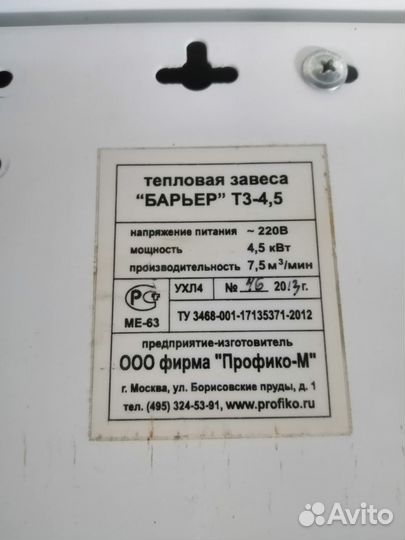 тепловая завеса
"БАРЬЕР" ТЗ-4,5
напряжение питания ~ 220В
мощность 4,5 кВт
производительность 7,5 м³/мин
УХЛ4 № 16 2013 г.
МЕ-63 ТУ 3468-001-17135371-2012
предприятие-изготовитель
ООО фирма "Профико-М"
г. Москва, ул. Борисовские пруды, д. 1
тел. (495) 324-53-91, www.profiko.ru
Avito